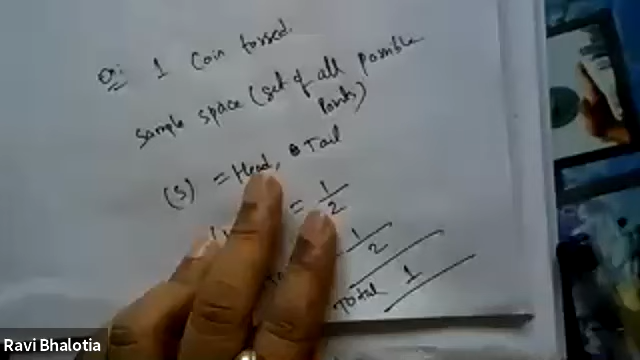 Ex: 1 Coin tossed.
Sample space (set of all possible
Points)
(S) = Head, Tail
= 1/2
1/2
Total 1
Ravi Bhalotia